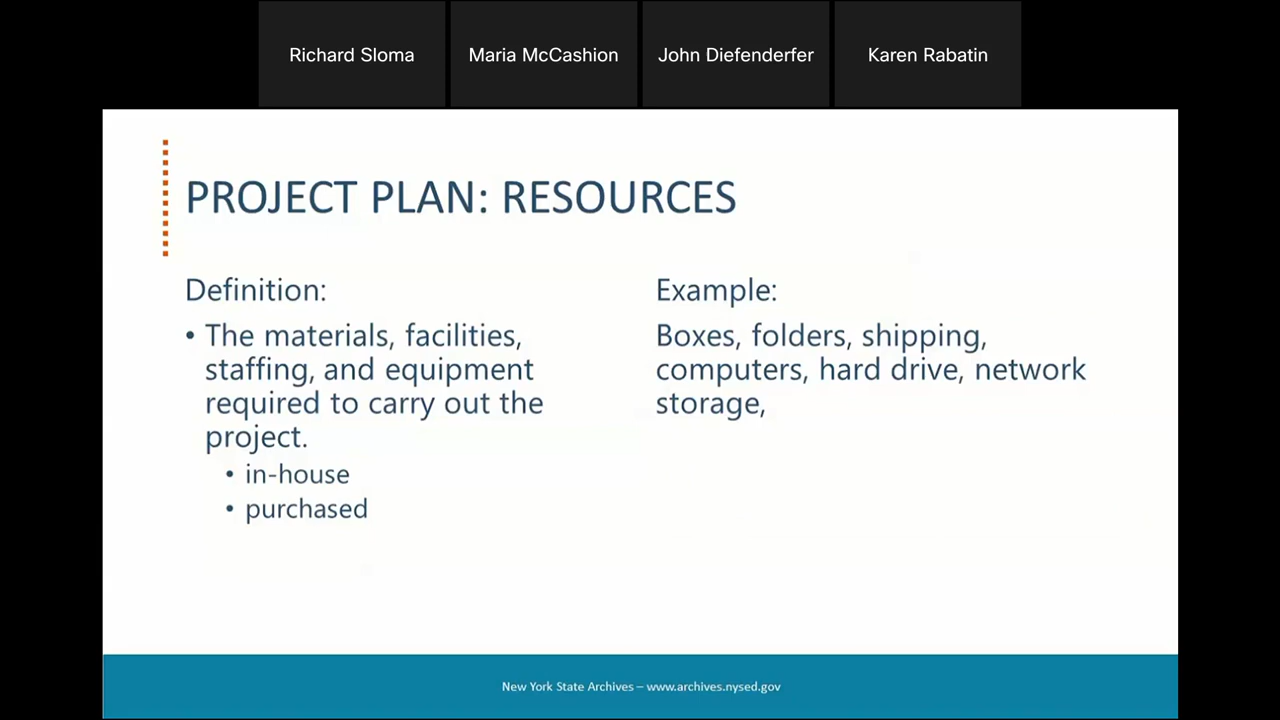 Richard Sloma
Maria McCashion
John Diefenderfer
Karen Rabatin
PROJECT PLAN: RESOURCES
Definition:
• The materials, facilities,
staffing, and equipment
required to carry out the
project.
• in-house
• purchased
Example:
Boxes, folders, shipping,
computers, hard drive, network
storage,
New York State Archives – www.archives.nysed.gov